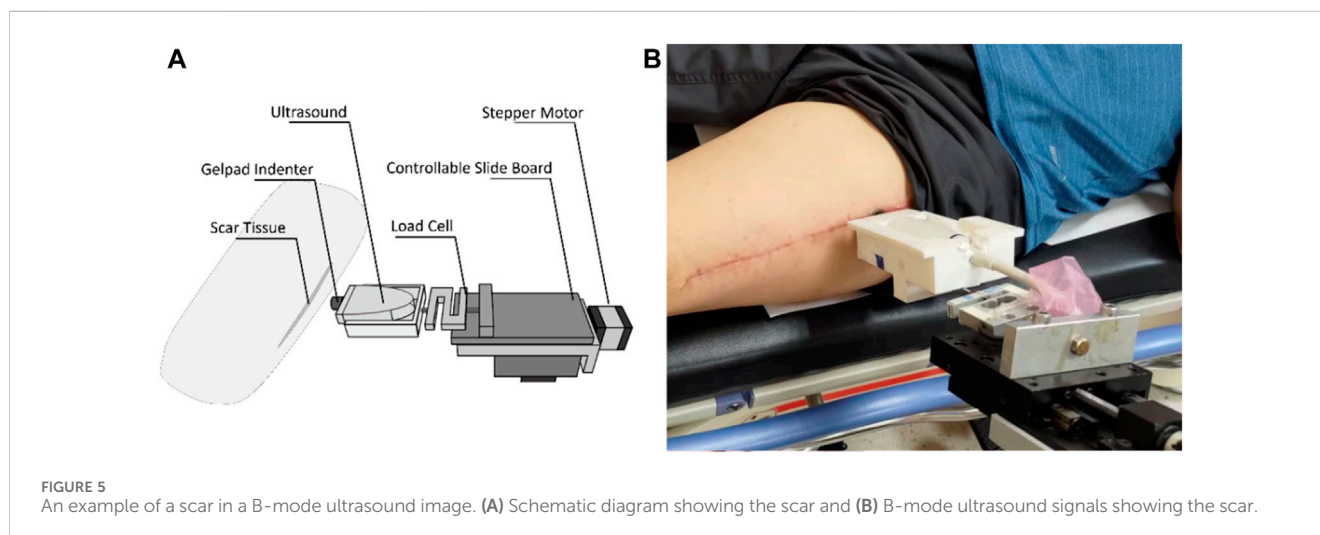 A
B
Ultrasound
Stepper Motor
Gelpad Indenter
Controllable Slide Board
Scar Tissue
Load Cell
FIGURE 5
An example of a scar in a B-mode ultrasound image. (A) Schematic diagram showing the scar and (B) B-mode ultrasound signals showing the scar.